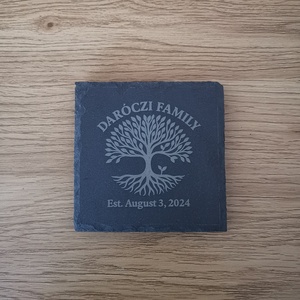 DARÓCZI FAMILY
Est. August 3, 2024